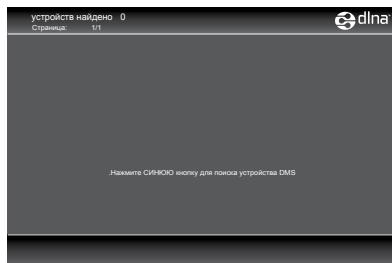 устройств найдено 0
Страница: 1/1
dlna
.Нажмите СИНЮЮ кнопку для поиска устройства DMS